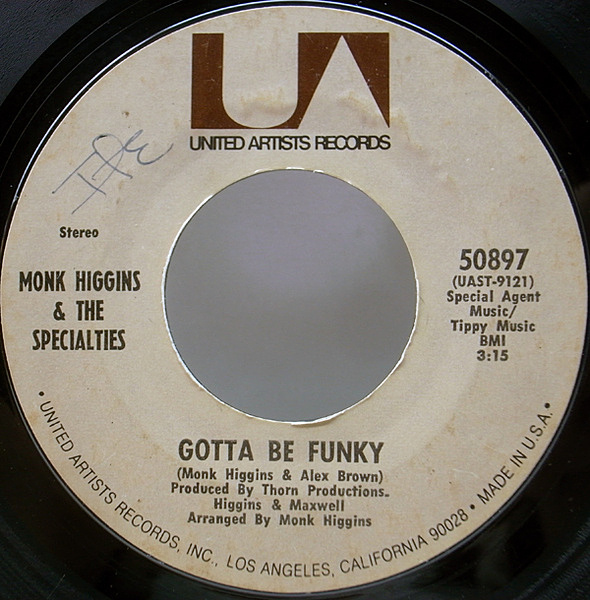 UA
UNITED ARTISTS RECORDS
Stereo
MONK HIGGINS
& THE
SPECIALTIES
50897
(UAST-9121)
Special Agent
Music/
Tippy Music
BMI
3:15
GOTTA BE FUNKY
(Monk Higgins & Alex Brown)
Produced By Thorn Productions.
Higgins & Maxwell
Arranged By Monk Higgins
• UNITED ARTISTS RECORDS, INC., LOS ANGELES, CALIFORNIA 90028 • MADE IN U.S.A. •